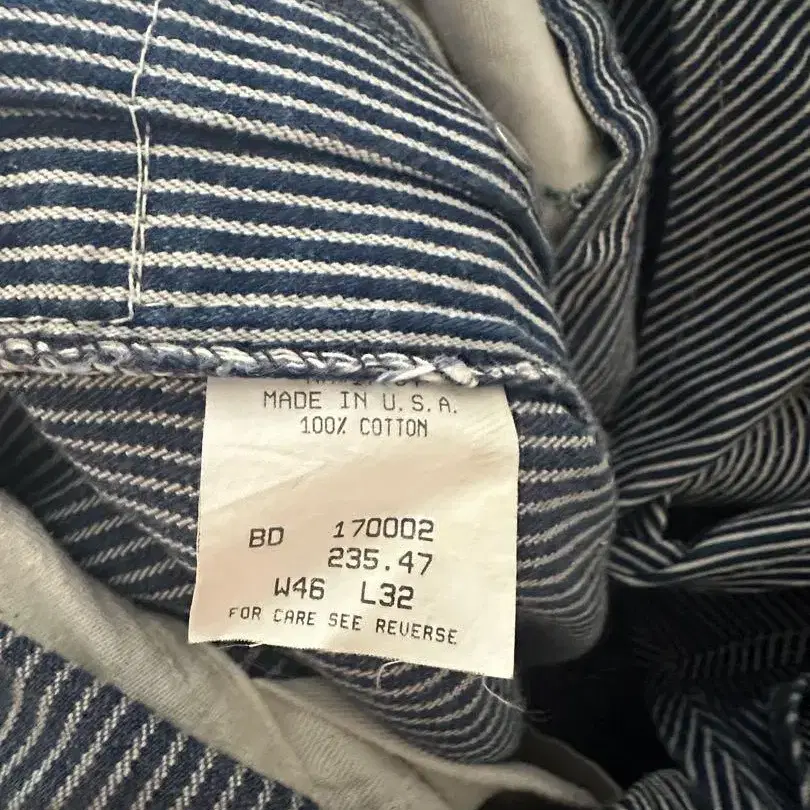 MADE IN U.S.A.
100% COTTON
BD 170002
235.47
W46 L32
FOR CARE SEE REVERSE